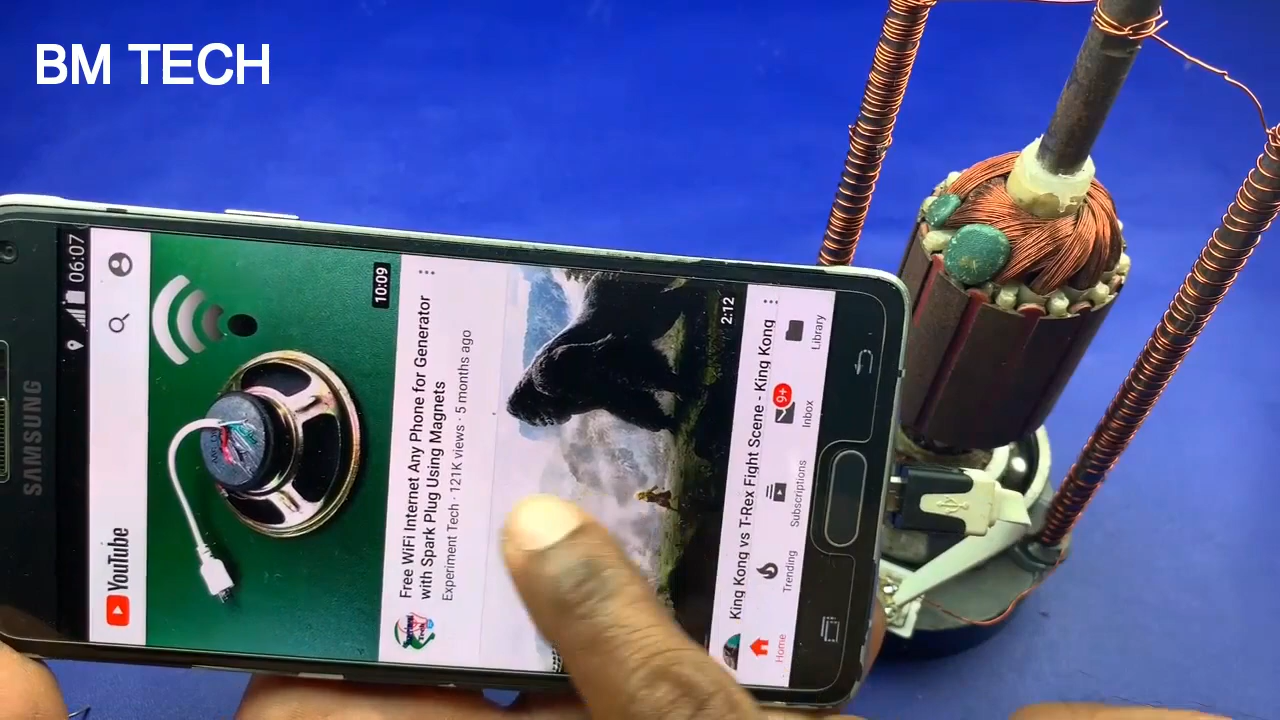 BM TECH
SAMSUNG
06:07
YouTube
10:09
Free WiFi Internet Any Phone for Generator
with Spark Plug Using Magnets
Experiment Tech · 121K views · 5 months ago
2:12
King Kong vs T-Rex Fight Scene - King Kong
Home
Trending
Subscriptions
9+
Inbox
Library